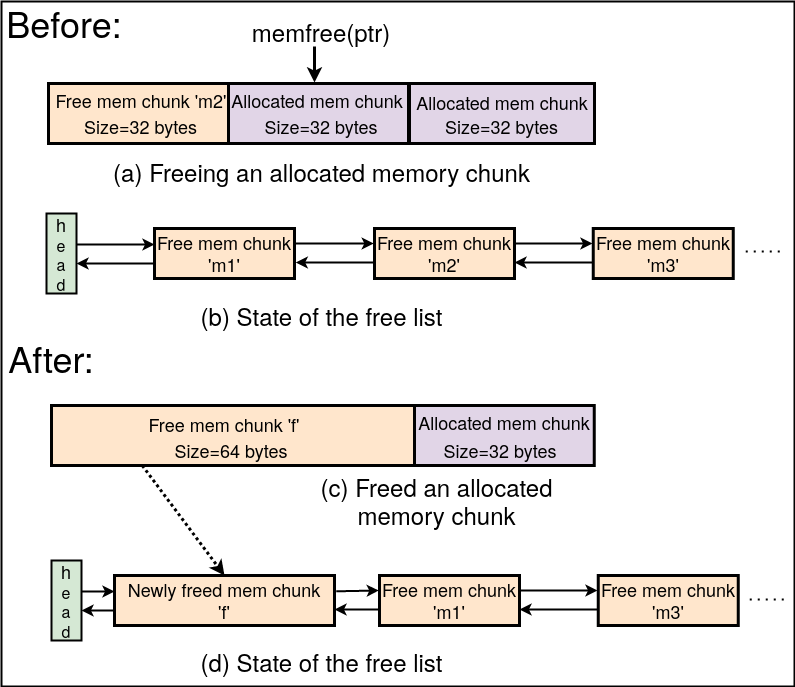 Before:
memfree(ptr)
Free mem chunk 'm2'
Size=32 bytes
Allocated mem chunk
Size=32 bytes
Allocated mem chunk
Size=32 bytes
(a) Freeing an allocated memory chunk
h
e
a
d
Free mem chunk
'm1'
Free mem chunk
'm2'
Free mem chunk
'm3'
.....
(b) State of the free list
After:
Free mem chunk 'f'
Size=64 bytes
Allocated mem chunk
Size=32 bytes
(c) Freed an allocated
memory chunk
h
e
a
d
Newly freed mem chunk
'f'
Free mem chunk
'm1'
Free mem chunk
'm3'
.....
(d) State of the free list